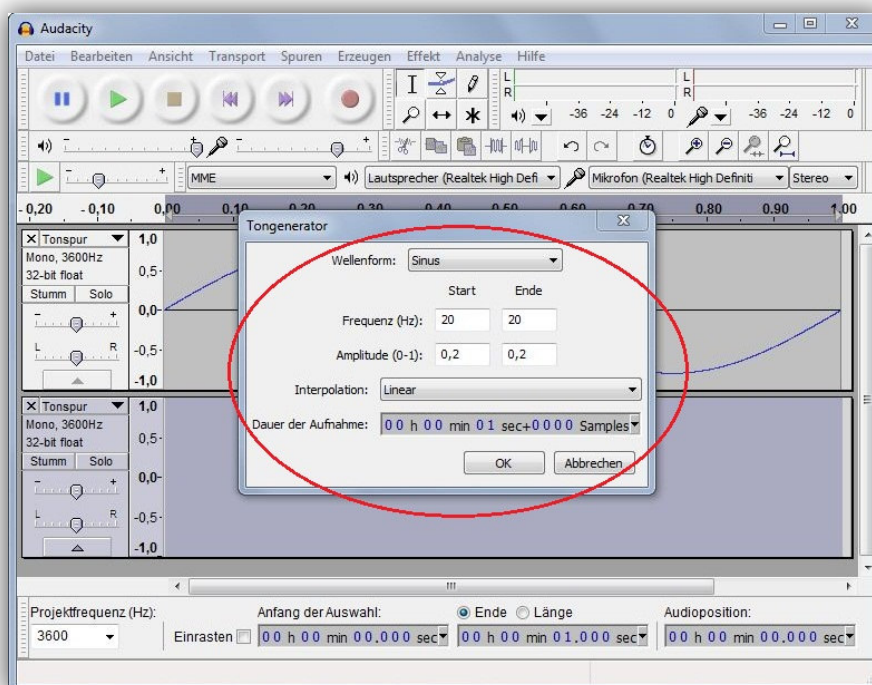 Audacity
Datei Bearbeiten Ansicht Transport Spuren Erzeugen Effekt Analyse Hilfe
L
R
L
R
-36 -24 -12 0
-36 -24 -12 0
- +
- +
- +
MME
Lautsprecher (Realtek High Defi
Mikrofon (Realtek High Definiti
Stereo
- 0,20 - 0,10 0,00 0,10 0,20 0,30 0,40 0,50 0,60 0,70 0,80 0,90 1,00
X Tonspur
Mono, 3600Hz
32-bit float
Stumm Solo
- +
L R
1,0
0,5-
0,0-
-0,5-
-1,0
Tongenerator
Wellenform: Sinus
Start Ende
Frequenz (Hz): 20 20
Amplitude (0-1): 0,2 0,2
Interpolation: Linear
Dauer der Aufnahme: 00 h 00 min 01 sec+0000 Samples
OK Abbrechen
X Tonspur
Mono, 3600Hz
32-bit float
Stumm Solo
- +
L R
1,0
0,5-
0,0-
-0,5-
-1,0
Projektfrequenz (Hz): Anfang der Auswahl: Ende Länge Audioposition:
3600 Einrasten 00 h 00 min 00.000 sec 00 h 00 min 01.000 sec 00 h 00 min 00.000 sec